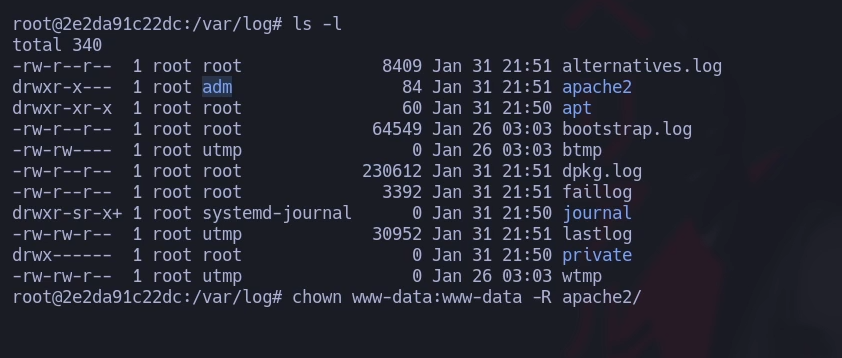 root@2e2da91c22dc:/var/log# ls -l
total 340
-rw-r--r--  1 root root              8409 Jan 31 21:51 alternatives.log
drwxr-x---  1 root adm                 84 Jan 31 21:51 apache2
drwxr-xr-x  1 root root                60 Jan 31 21:50 apt
-rw-r--r--  1 root root             64549 Jan 26 03:03 bootstrap.log
-rw-rw----  1 root utmp                 0 Jan 26 03:03 btmp
-rw-r--r--  1 root root            230612 Jan 31 21:51 dpkg.log
-rw-r--r--  1 root root              3392 Jan 31 21:51 faillog
drwxr-sr-x+ 1 root systemd-journal      0 Jan 31 21:50 journal
-rw-rw-r--  1 root utmp             30952 Jan 31 21:51 lastlog
drwx------  1 root root                 0 Jan 31 21:50 private
-rw-rw-r--  1 root utmp                 0 Jan 26 03:03 wtmp
root@2e2da91c22dc:/var/log# chown www-data:www-data -R apache2/